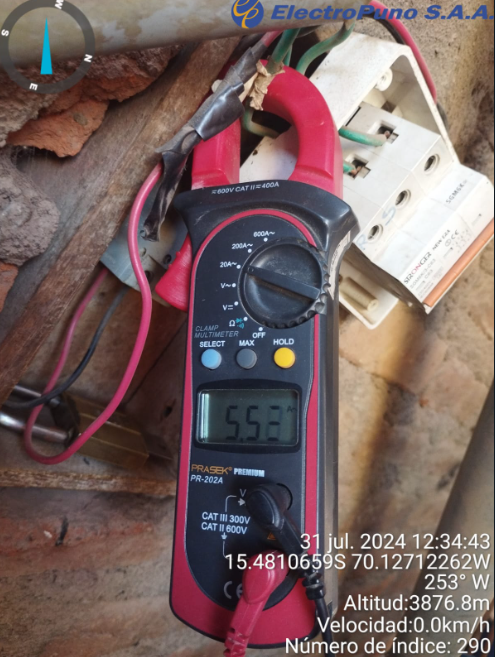 ElectroPuno S.A.A.
W
N
S
E
≂600V CAT II ≂400A
600A~
200A~
20A~
V~
V⎓
Ω
OFF
CLAMP
MULTIMETER
SELECT MAX HOLD
5.52
PRASEK PREMIUM
PR-202A
V
CAT III 300V
CAT II 600V
CE
31 jul. 2024 12:34:43
15.4810659S 70.12712262W
253° W
Altitud:3876.8m
Velocidad:0.0km/h
Número de índice: 290